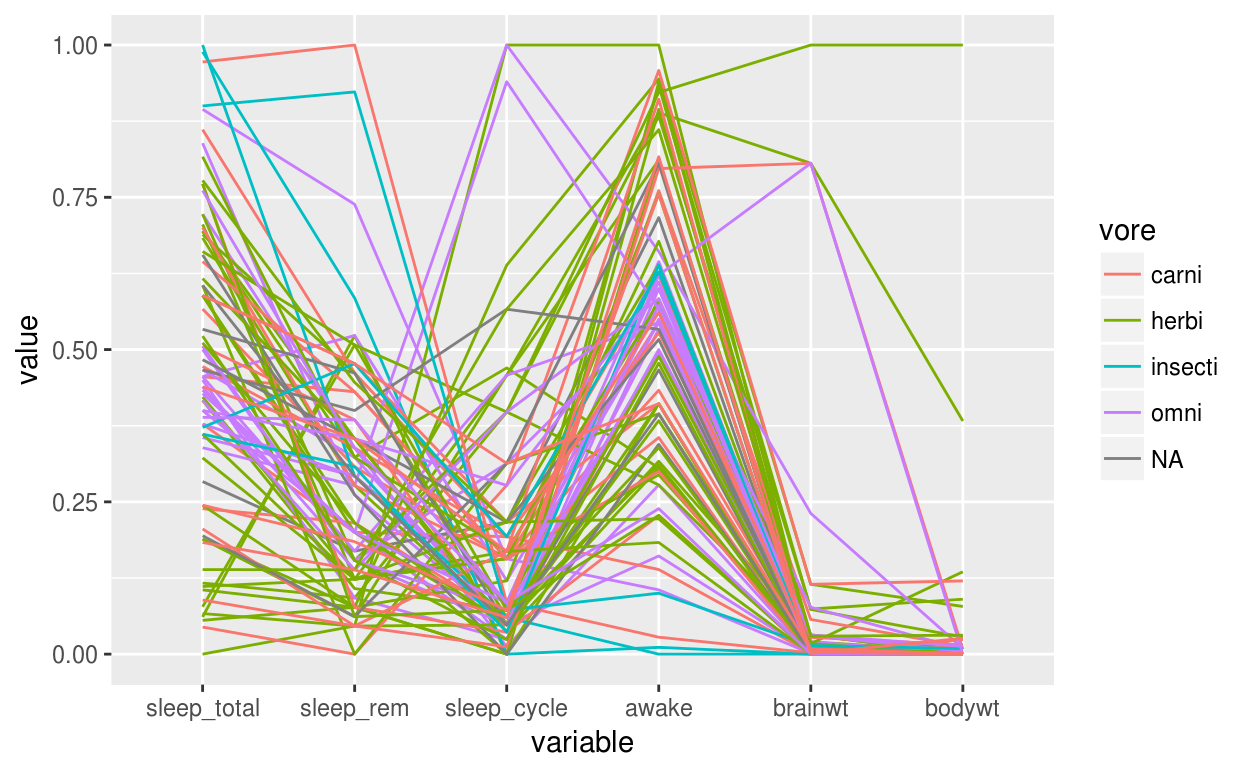 1.00
0.75
0.50
0.25
0.00
value
sleep_total sleep_rem sleep_cycle awake brainwt bodywt
variable
vore
carni
herbi
insecti
omni
NA